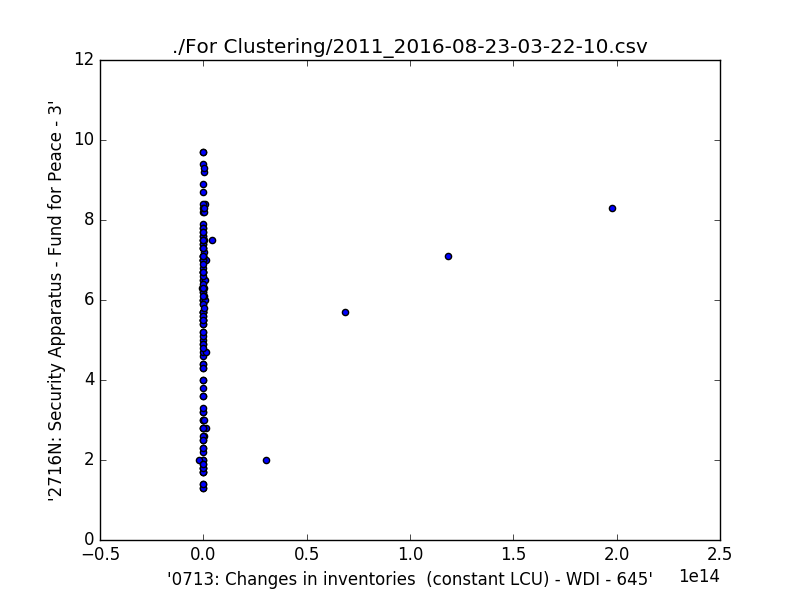 ./For Clustering/2011_2016-08-23-03-22-10.csv
12
10
8
6
4
2
0
'2716N: Security Apparatus - Fund for Peace - 3'
−0.5 0.0 0.5 1.0 1.5 2.0 2.5
1e14
'0713: Changes in inventories  (constant LCU) - WDI - 645'